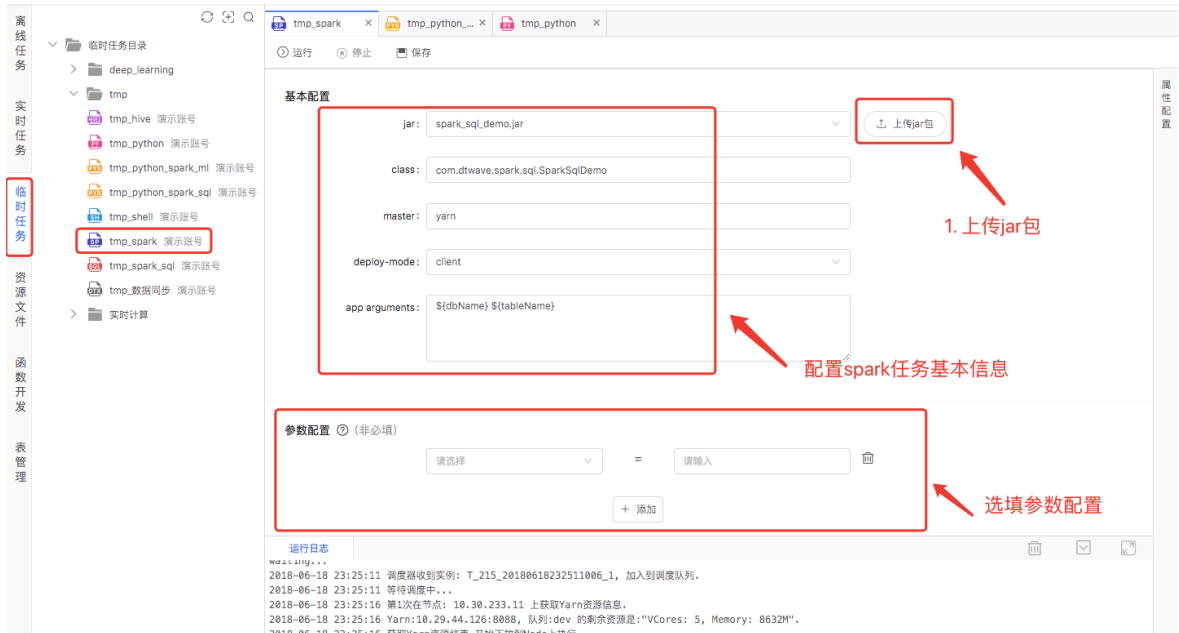 离线任务
实时任务
临时任务
资源文件
函数开发
表管理
临时任务目录
deep_learning
tmp
tmp_hive 演示账号
tmp_python 演示账号
tmp_python_spark_ml 演示账号
tmp_python_spark_sql 演示账号
tmp_shell 演示账号
tmp_spark 演示账号
tmp_spark_sql 演示账号
tmp_数据同步 演示账号
实时计算
tmp_spark
tmp_python_...
tmp_python
运行 停止 保存
基本配置
jar: spark_sql_demo.jar 上传jar包
class: com.dtwave.spark.sql.SparkSqlDemo
master: yarn
deploy-mode: client
app arguments: ${dbName} ${tableName}
1. 上传jar包
配置spark任务基本信息
参数配置 (非必填)
请选择 = 请输入
+ 添加
选填参数配置
属性配置
运行日志
waiting...
2018-06-18 23:25:11 调度器收到实例: T_215_20180618232511006_1, 加入到调度队列.
2018-06-18 23:25:11 等待调度中...
2018-06-18 23:25:16 第1次在节点: 10.30.233.11 上获取Yarn资源信息.
2018-06-18 23:25:16 Yarn:10.29.44.126:8088, 队列:dev 的剩余资源是:"VCores: 5, Memory: 8632M".